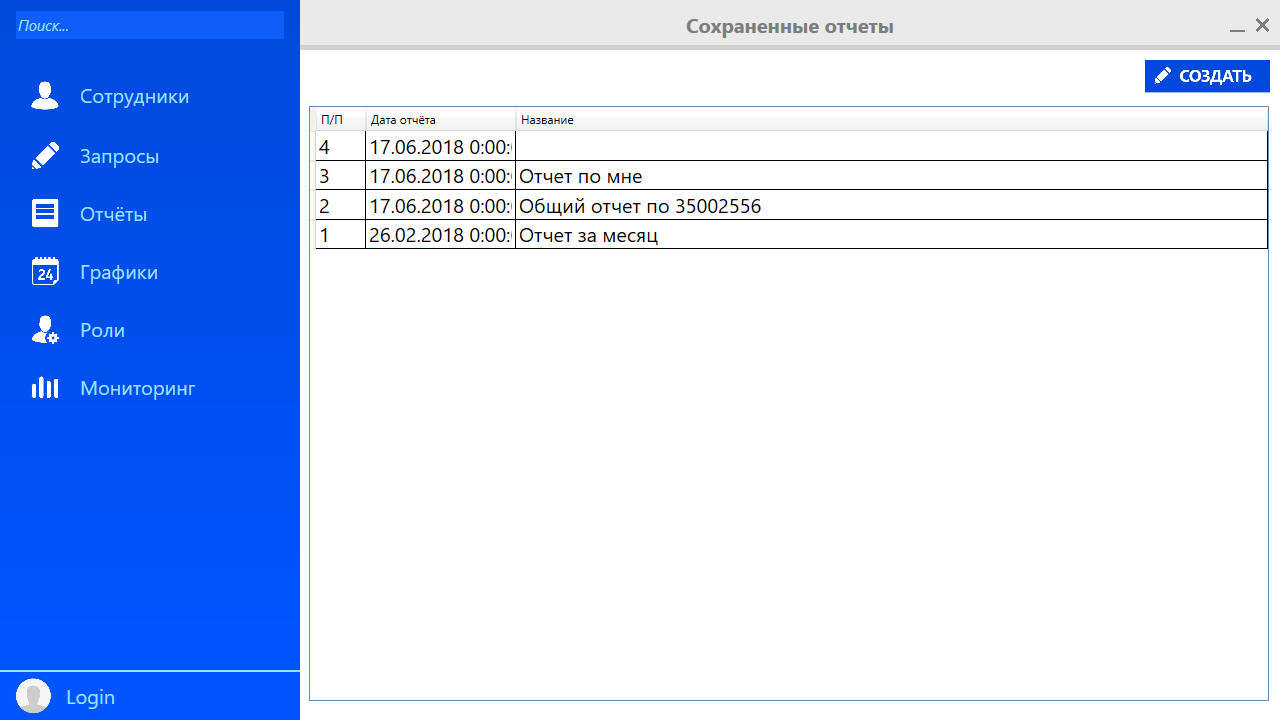 Поиск...
Сотрудники
Запросы
Отчёты
24
Графики
Роли
Мониторинг
Login
Сохраненные отчеты
СОЗДАТЬ
П/П Дата отчёта Название
4 17.06.2018 0:00:
3 17.06.2018 0:00: Отчет по мне
2 17.06.2018 0:00: Общий отчет по 35002556
1 26.02.2018 0:00: Отчет за месяц